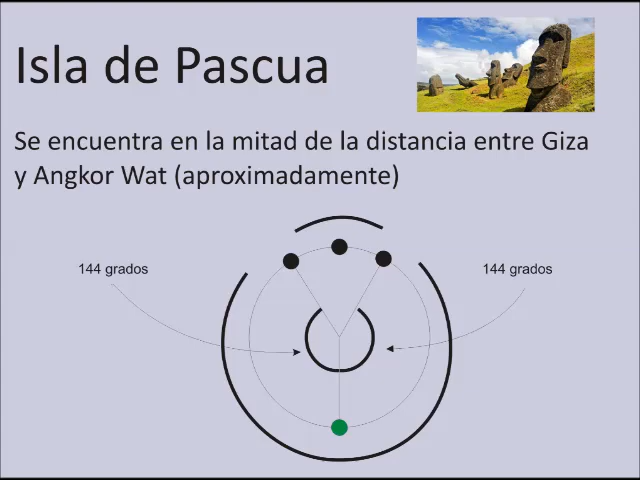 Isla de Pascua
Se encuentra en la mitad de la distancia entre Giza
y Angkor Wat (aproximadamente)
144 grados
144 grados